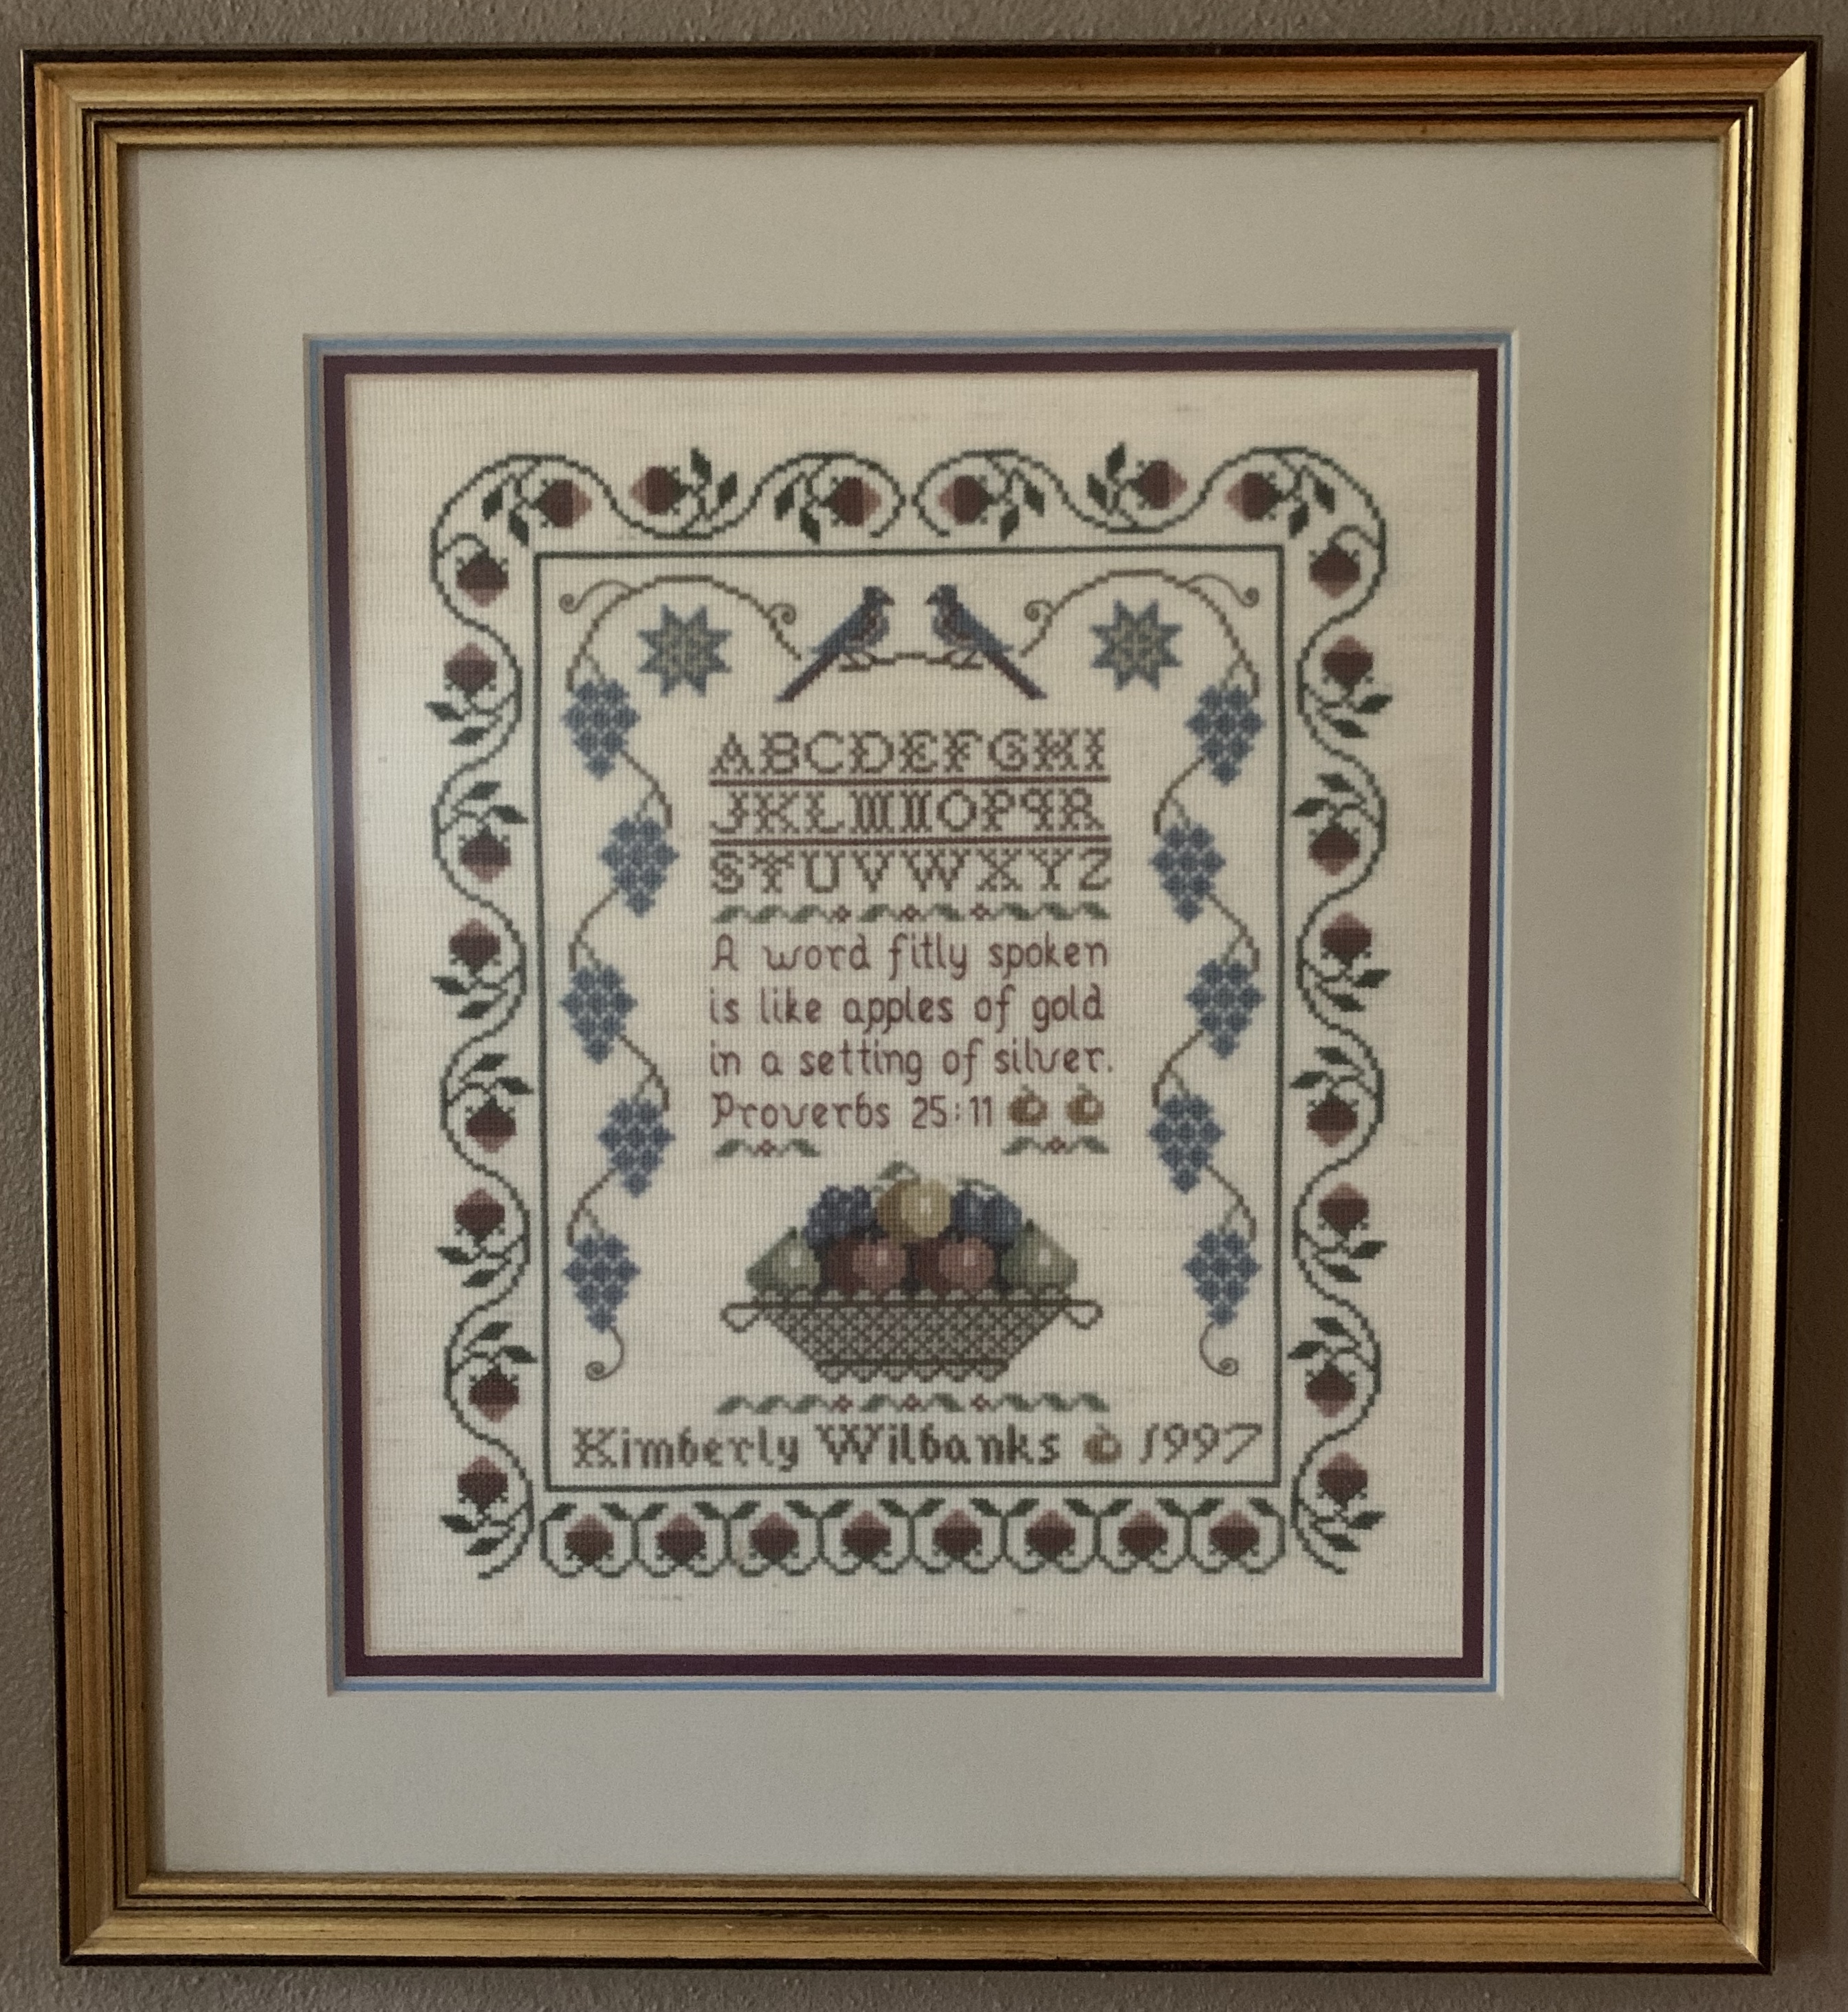 ABCDEFGHI
JKLMNOPQR
STUVWXYZ
A word fitly spoken
is like apples of gold
in a setting of silver.
Proverbs 25:11
Kimberly Wilbanks 1997